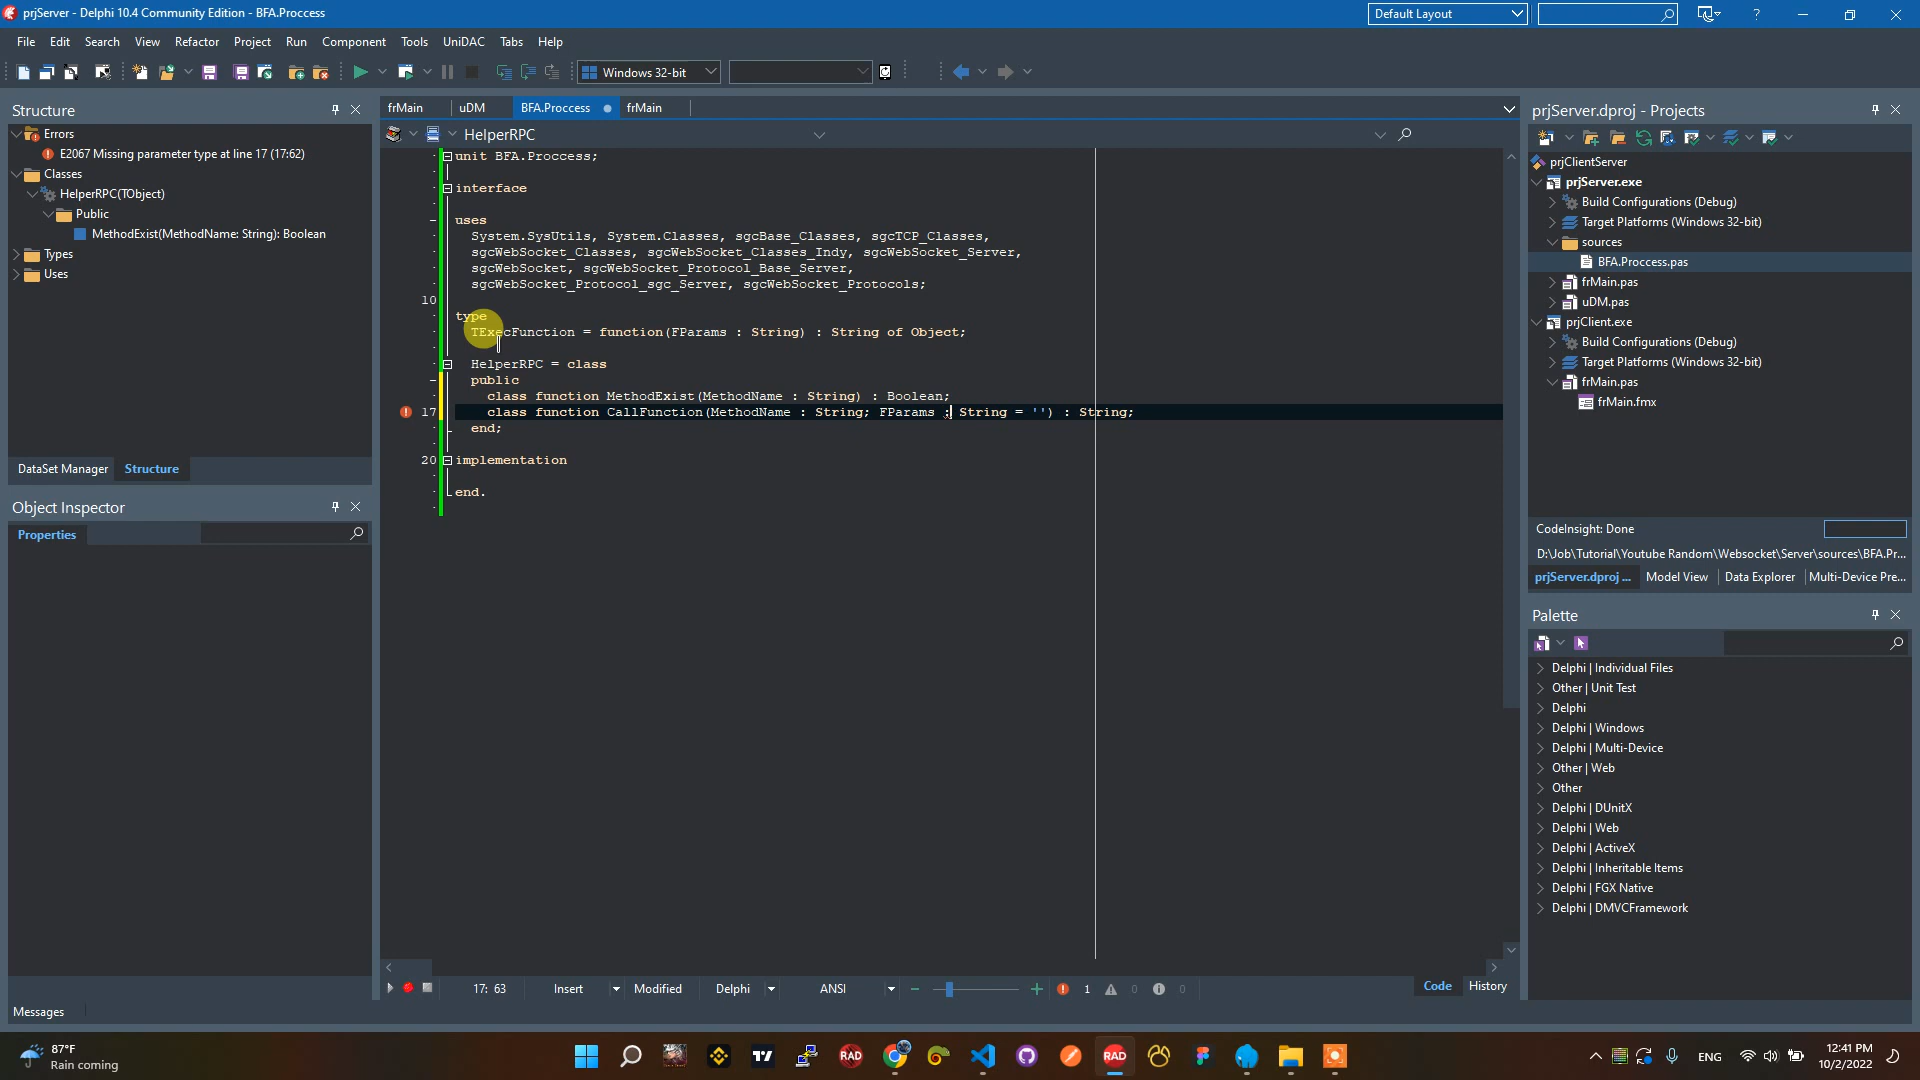 prjServer - Delphi 10.4 Community Edition - BFA.Proccess
Default Layout
?
File Edit Search View Refactor Project Run Component Tools UniDAC Tabs Help
Windows 32-bit
Structure
Errors
E2067 Missing parameter type at line 17 (17:62)
Classes
HelperRPC(TObject)
Public
MethodExist(MethodName: String): Boolean
Types
Uses
DataSet Manager Structure
Object Inspector
Properties
frMain uDM BFA.Proccess frMain
HelperRPC
unit BFA.Proccess;
interface
uses
System.SysUtils, System.Classes, sgcBase_Classes, sgcTCP_Classes,
sgcWebSocket_Classes, sgcWebSocket_Classes_Indy, sgcWebSocket_Server,
sgcWebSocket, sgcWebSocket_Protocol_Base_Server,
sgcWebSocket_Protocol_sgc_Server, sgcWebSocket_Protocols;
10
type
TExecFunction = function(FParams : String) : String of Object;
HelperRPC = class
public
class function MethodExist(MethodName : String) : Boolean;
17 class function CallFunction(MethodName : String; FParams : String = '') : String;
end;
20 implementation
end.
17: 63 Insert Modified Delphi ANSI 1 0 0
Code History
prjServer.dproj - Projects
prjClientServer
prjServer.exe
Build Configurations (Debug)
Target Platforms (Windows 32-bit)
sources
BFA.Proccess.pas
frMain.pas
uDM.pas
prjClient.exe
Build Configurations (Debug)
Target Platforms (Windows 32-bit)
frMain.pas
frMain.fmx
CodeInsight: Done
D:\Job\Tutorial\Youtube Random\Websocket\Server\sources\BFA.Pr...
prjServer.dproj ... Model View Data Explorer Multi-Device Pre...
Palette
Delphi | Individual Files
Other | Unit Test
Delphi
Delphi | Windows
Delphi | Multi-Device
Other | Web
Other
Delphi | DUnitX
Delphi | Web
Delphi | ActiveX
Delphi | Inheritable Items
Delphi | FGX Native
Delphi | DMVCFramework
Messages
87°F
Rain coming
RAD
RAD
ENG
12:41 PM
10/2/2022